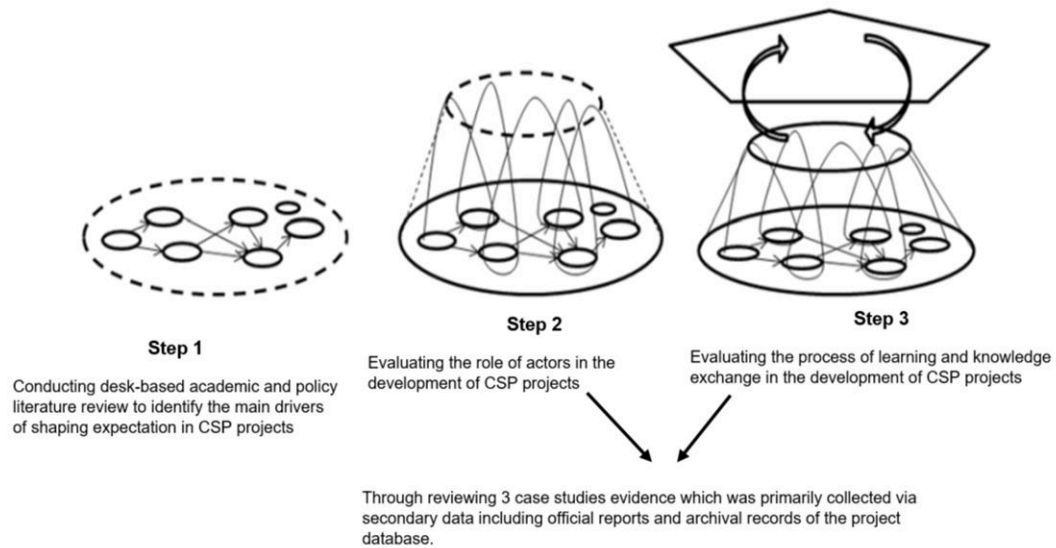 Step 1
Conducting desk-based academic and policy
literature review to identify the main drivers
of shaping expectation in CSP projects
Step 2
Evaluating the role of actors in the
development of CSP projects
Step 3
Evaluating the process of learning and knowledge
exchange in the development of CSP projects
Through reviewing 3 case studies evidence which was primarily collected via
secondary data including official reports and archival records of the project
database.